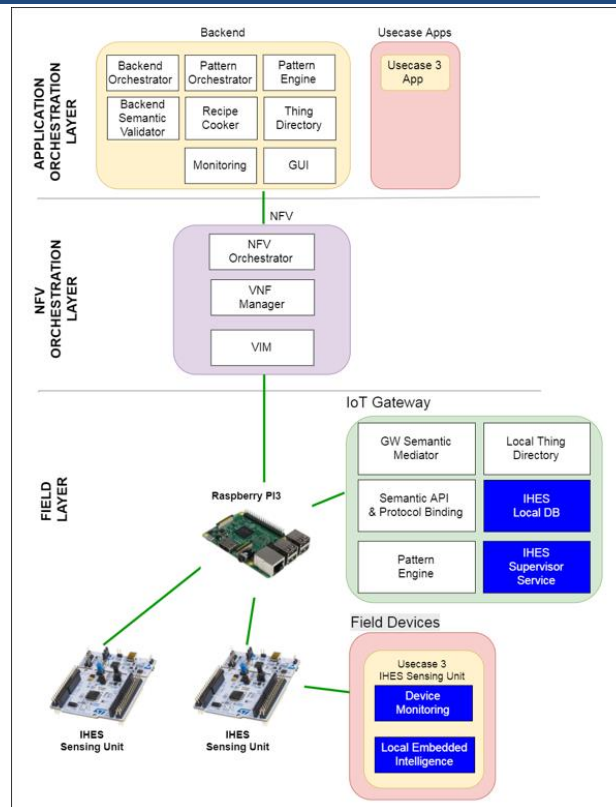 Backend
Usecase Apps
APPLICATION
ORCHESTRATION
LAYER
Backend
Orchestrator
Pattern
Orchestrator
Pattern
Engine
Usecase 3
App
Backend
Semantic
Validator
Recipe
Cooker
Thing
Directory
Monitoring
GUI
NFV
NFV
ORCHESTRATION
LAYER
NFV
Orchestrator
VNF
Manager
VIM
FIELD
LAYER
IoT Gateway
GW Semantic
Mediator
Local Thing
Directory
Raspberry PI3
Semantic API
& Protocol Binding
IHES
Local DB
Pattern
Engine
IHES
Supervisor
Service
Field Devices
Usecase 3
IHES Sensing Unit
Device
Monitoring
Local Embedded
Intelligence
IHES
Sensing Unit
IHES
Sensing Unit